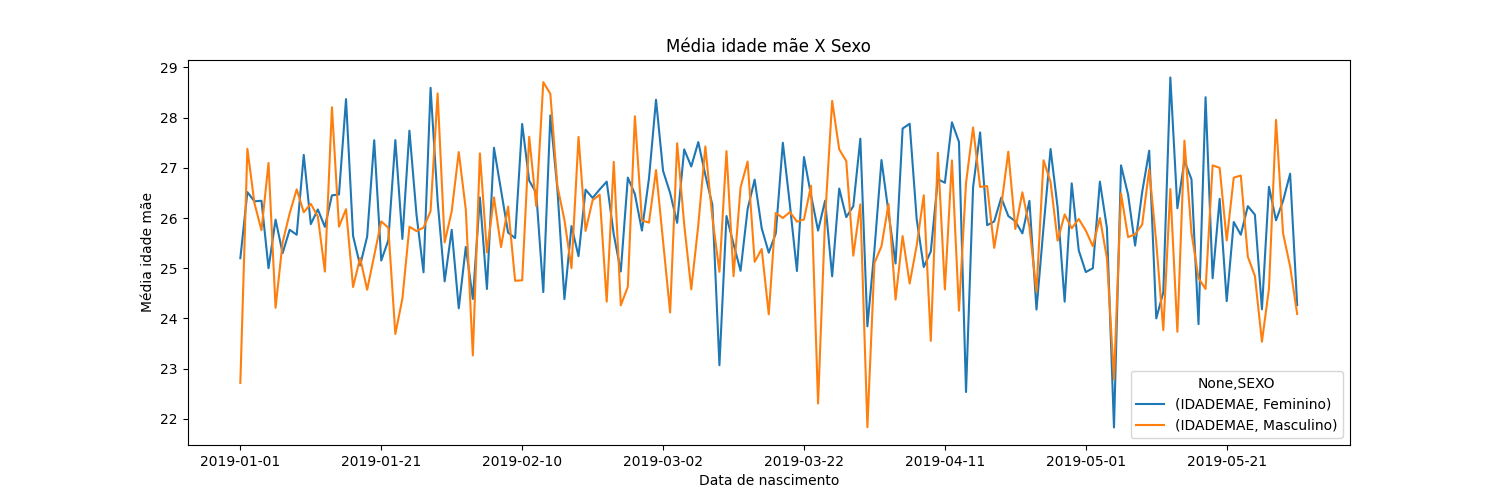 Média idade mãe X Sexo
Média idade mãe
29
28
27
26
25
24
23
22
None,SEXO
(IDADEMAE, Feminino)
(IDADEMAE, Masculino)
2019-01-01 2019-01-21 2019-02-10 2019-03-02 2019-03-22 2019-04-11 2019-05-01 2019-05-21
Data de nascimento